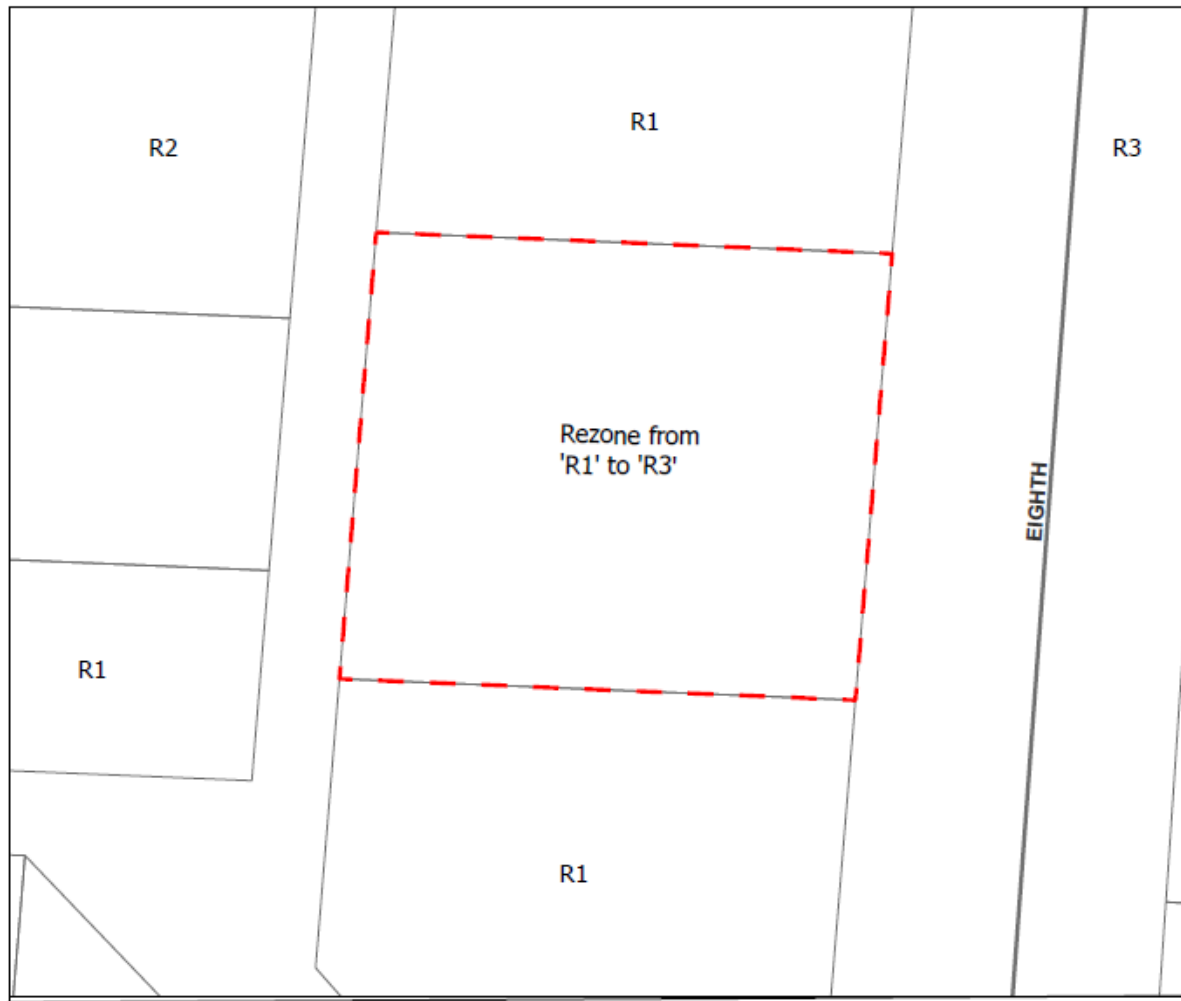 R1
R2
R3
Rezone from
'R1' to 'R3'
EIGHTH
R1
R1